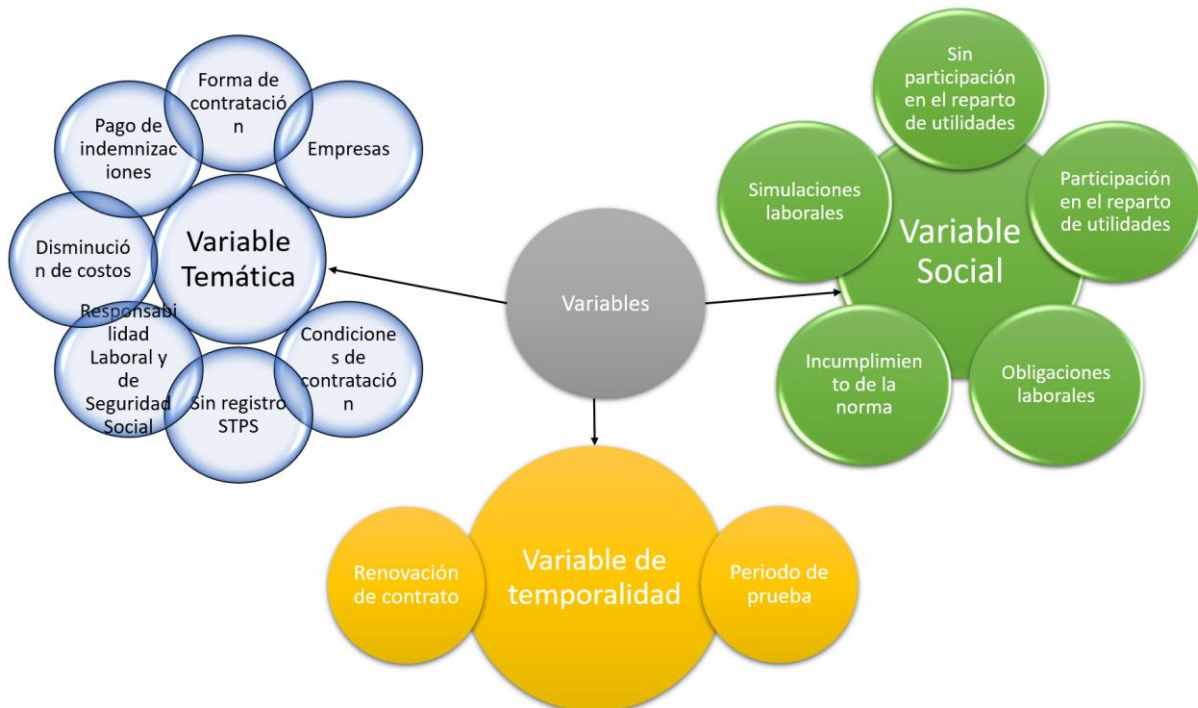 Forma de
contratació
n
Pago de
indemnizac
iones
Empresas
Disminució
n de costos
Variable
Temática
Responsabi
lidad
Laboral y
de
Seguridad
Social
Sin registro
STPS
Condicione
s de
contratació
n
Variables
Sin
participación
en el reparto
de utilidades
Simulaciones
laborales
Participación
en el reparto
de utilidades
Variable
Social
Incumplimie
nto de la
norma
Obligaciones
laborales
Renovación
de contrato
Variable de
temporalidad
Periodo de
prueba